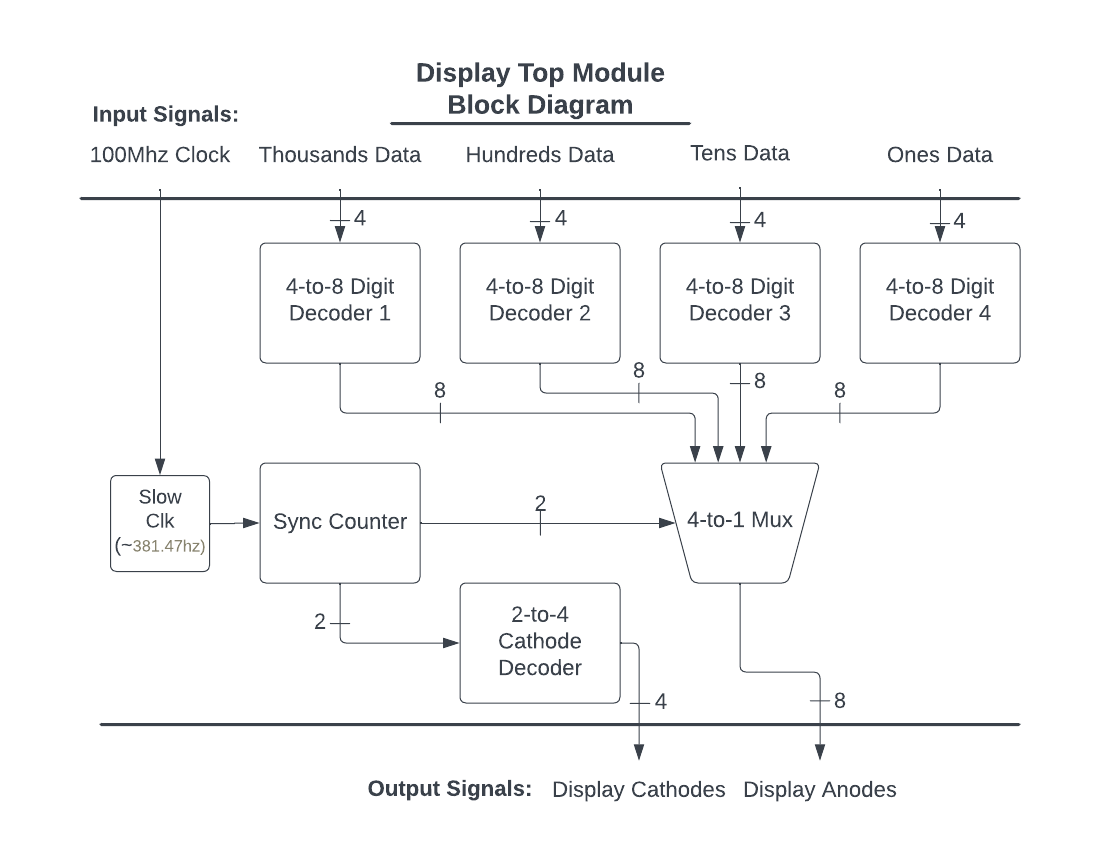 Display Top Module
Block Diagram
Input Signals:
100Mhz Clock
Thousands Data
Hundreds Data
Tens Data
Ones Data
4
4
4
4
4-to-8 Digit
Decoder 1
4-to-8 Digit
Decoder 2
4-to-8 Digit
Decoder 3
4-to-8 Digit
Decoder 4
8
8
8
8
Slow
Clk
(~381.47hz)
Sync Counter
2
4-to-1 Mux
2
2-to-4
Cathode
Decoder
4
8
Output Signals:
Display Cathodes
Display Anodes